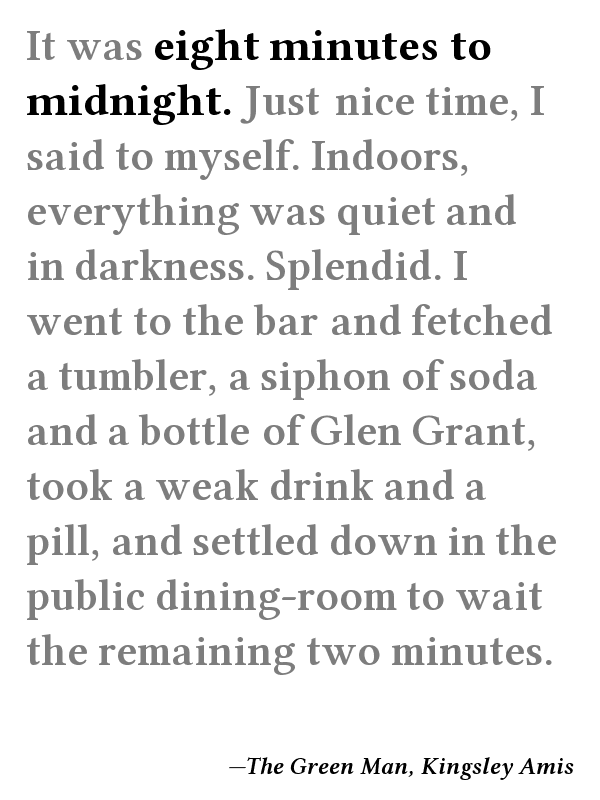 It was eight minutes to
midnight. Just nice time, I
said to myself. Indoors,
everything was quiet and
in darkness. Splendid. I
went to the bar and fetched
a tumbler, a siphon of soda
and a bottle of Glen Grant,
took a weak drink and a
pill, and settled down in the
public dining-room to wait
the remaining two minutes.
—The Green Man, Kingsley Amis